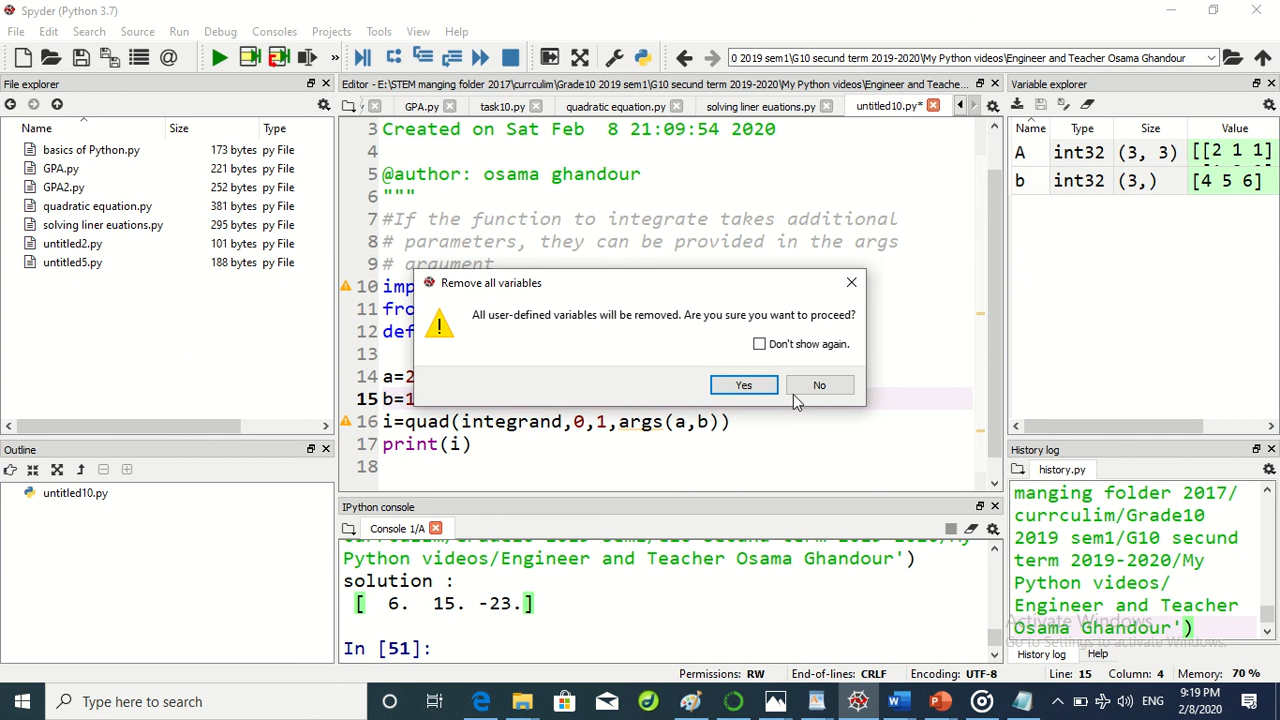 Spyder (Python 3.7)
File Edit Search Source Run Debug Consoles Projects Tools View Help
0 2019 sem1\G10 secund term 2019-2020\My Python videos\Engineer and Teacher Osama Ghandour
File explorer
Name Size Type
basics of Python.py 173 bytes py File
GPA.py 221 bytes py File
GPA2.py 252 bytes py File
quadratic equation.py 381 bytes py File
solving liner euations.py 295 bytes py File
untitled2.py 101 bytes py File
untitled5.py 188 bytes py File
Outline
untitled10.py
Editor - E:\STEM manging folder 2017\currculim\Grade10 2019 sem1\G10 secund term 2019-2020\My Python videos\Engineer and Teache...
GPA.py task10.py quadratic equation.py solving liner euations.py untitled10.py*
3 Created on Sat Feb 8 21:09:54 2020
4
5 @author: osama ghandour
6 """
7 #If the function to integrate takes additional
8 # parameters, they can be provided in the args
9 # argument
10 imp
11 fro
12 def
13
14 a=2
15 b=1
16 i=quad(integrand,0,1,args(a,b))
17 print(i)
18
Remove all variables
All user-defined variables will be removed. Are you sure you want to proceed?
Don't show again.
Yes No
IPython console
Console 1/A
Python videos/Engineer and Teacher Osama Ghandour')
solution :
[ 6. 15. -23.]
In [51]:
Variable explorer
Name Type Size Value
A int32 (3, 3) [[2 1 1]
b int32 (3,) [4 5 6]
History log
history.py
manging folder 2017/
currculim/Grade10
2019 sem1/G10 secund
term 2019-2020/My
Python videos/
Engineer and Teacher
Osama Ghandour')
Activate Windows
Go to Settings to activate Windows.
History log Help
Permissions: RW End-of-lines: CRLF Encoding: UTF-8 Line: 15 Column: 4 Memory: 70 %
Type here to search
ENG
9:19 PM
2/8/2020